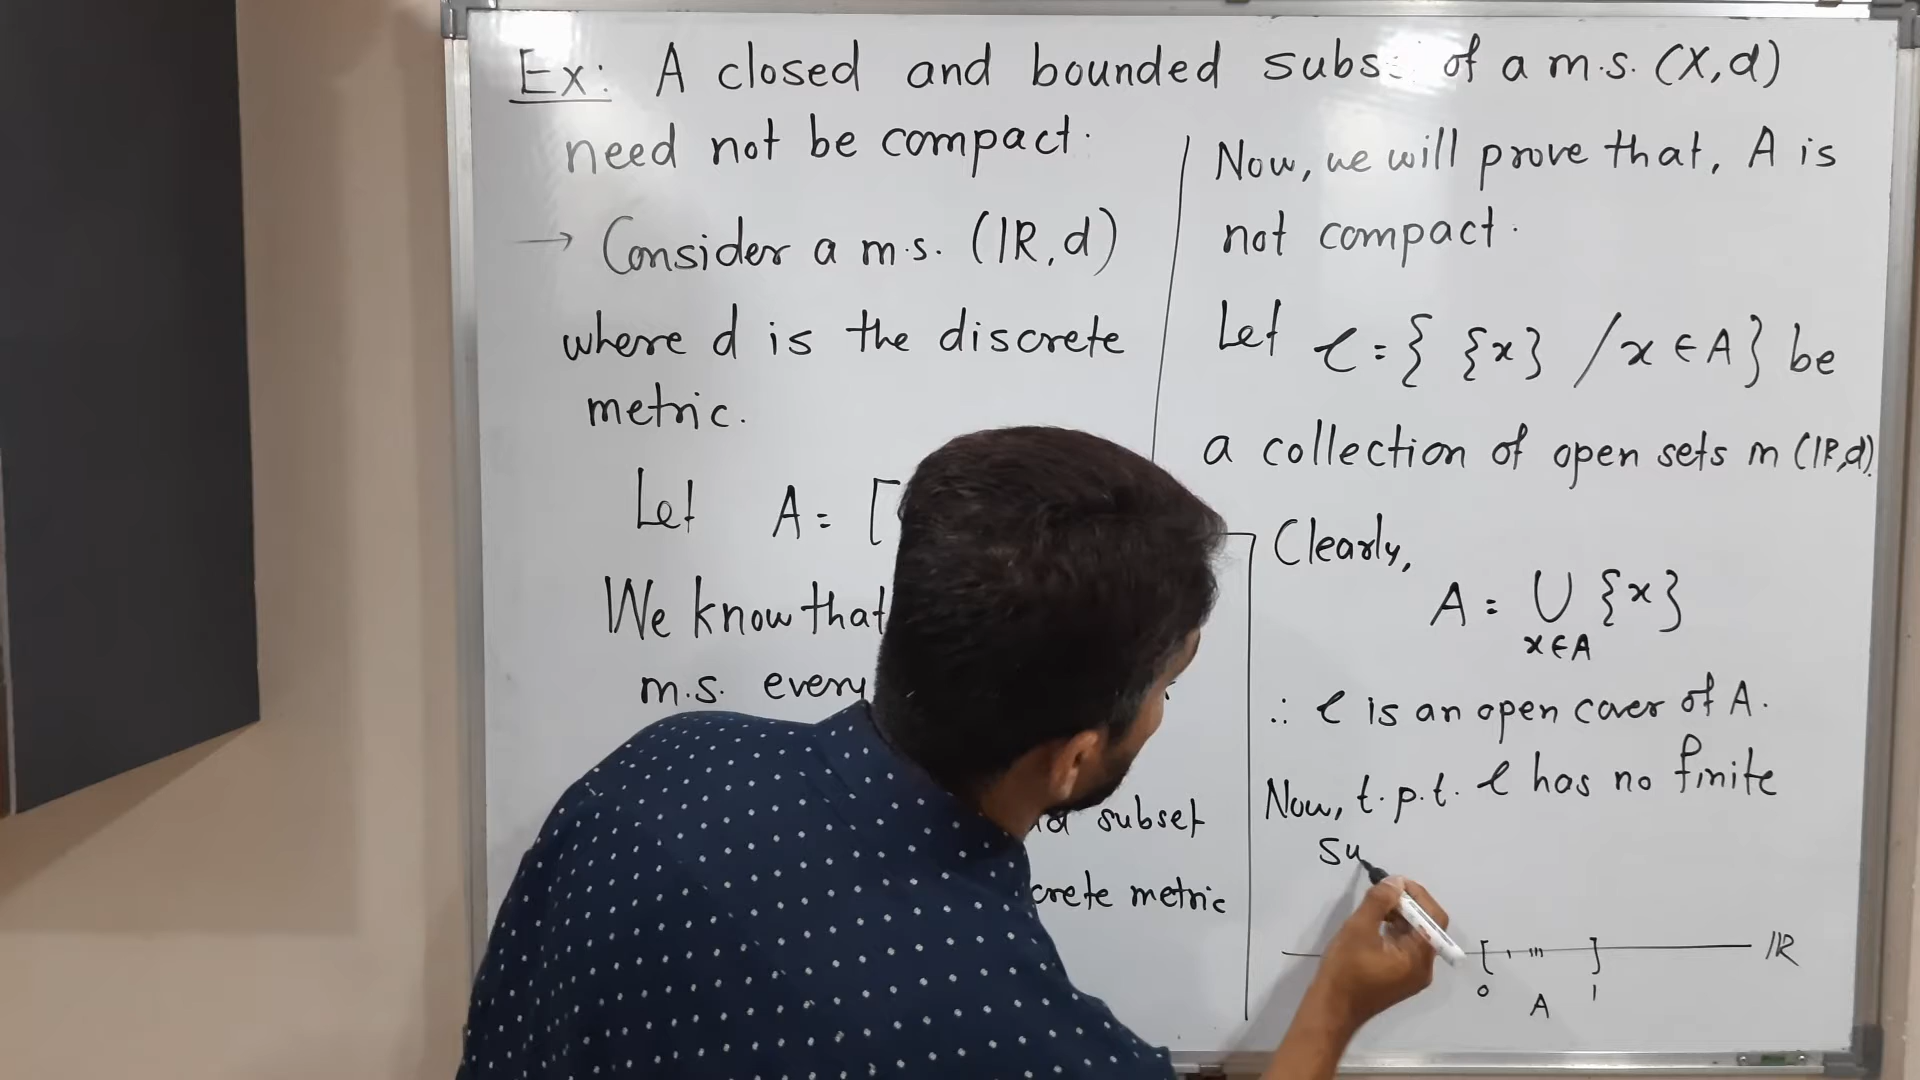 Ex: A closed and bounded subs of a m.s. (X,d)
need not be compact.
→ Consider a m.s. (IR,d)
where d is the discrete
metric.
Let A = [
We know that
m.s. every
subset
crete metric
Now, we will prove that, A is
not compact.
Let ℓ = { {x} / x ∈ A} be
a collection of open sets in (IR,d).
Clearly,
A = ∪ {x}
x∈A
∴ ℓ is an open cover of A.
Now, t.p.t. ℓ has no finite
Su
[ ] IR
0 A 1